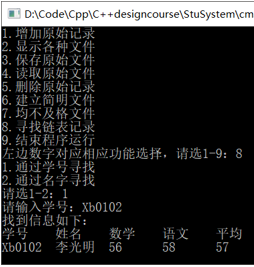 D:\Code\Cpp\C++designcourse\StuSystem\cm
1.增加原始记录
2.显示各种文件
3.保存原始文件
4.读取原始文件
5.删除原始记录
6.建立简明文件
7.均不及格文件
8.寻找链表记录
9.结束程序运行
左边数字对应相应功能选择，请选1-9：8
1.通过学号寻找
2.通过名字寻找
请选1-2：1
请输入学号：Xb0102
找到信息如下：
学号 姓名 数学 语文 平均
Xb0102 李光明 56 58 57